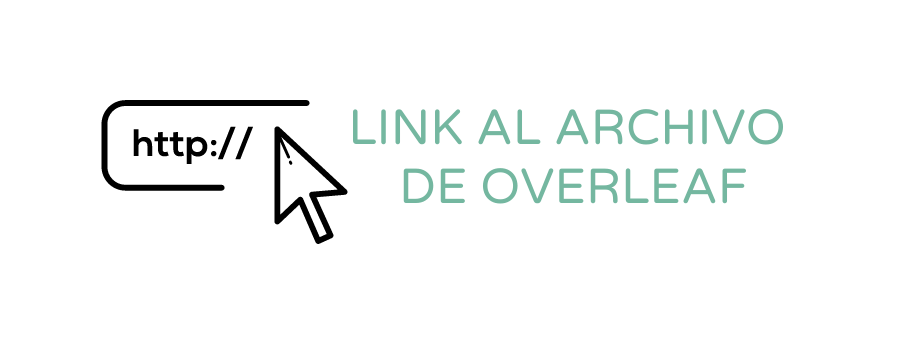 http://
LINK AL ARCHIVO
DE OVERLEAF